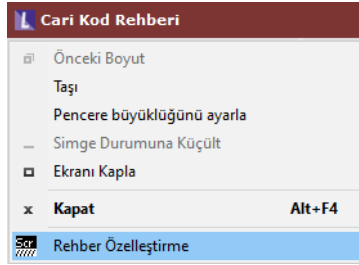 L Cari Kod Rehberi
Önceki Boyut
Taşı
Pencere büyüklüğünü ayarla
Simge Durumuna Küçült
Ekranı Kapla
x Kapat Alt+F4
Scr Rehber Özelleştirme